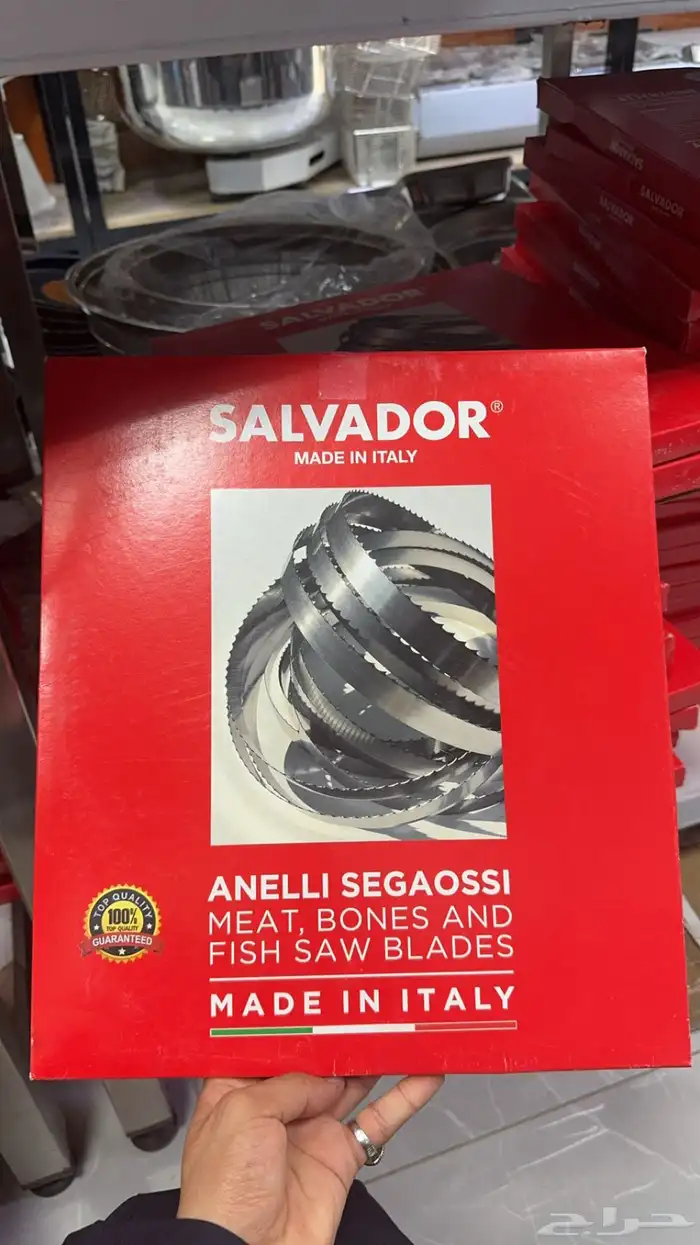 SALVADOR
SALVADOR
SALVADOR
SALVADOR®
MADE IN ITALY
ANELLI SEGAOSSI
MEAT, BONES AND
FISH SAW BLADES
MADE IN ITALY
TOP QUALITY
100%
TOP QUALITY
GUARANTEED
حراج